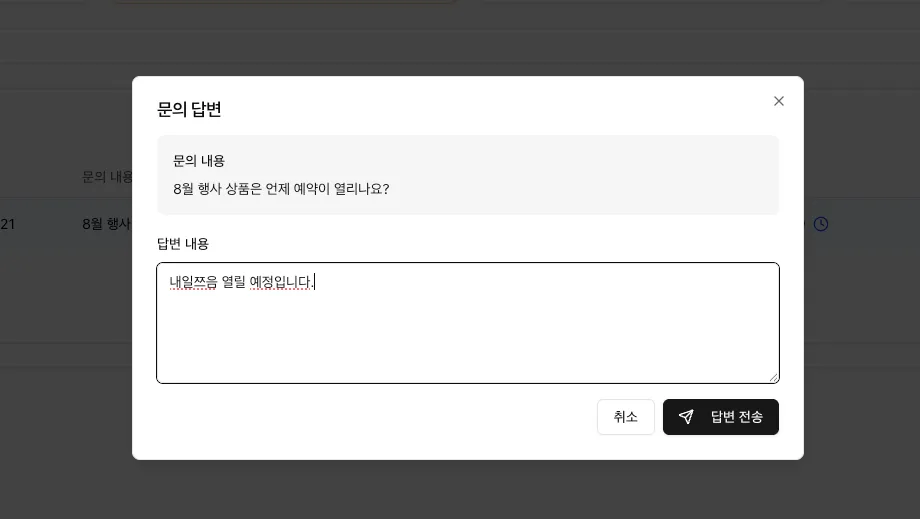 문의 답변
문의 내용
8월 행사 상품은 언제 예약이 열리나요?
문의 내용
21
8월 행사
답변 내용
내일쯔음 열릴 예정입니다.
취소
답변 전송